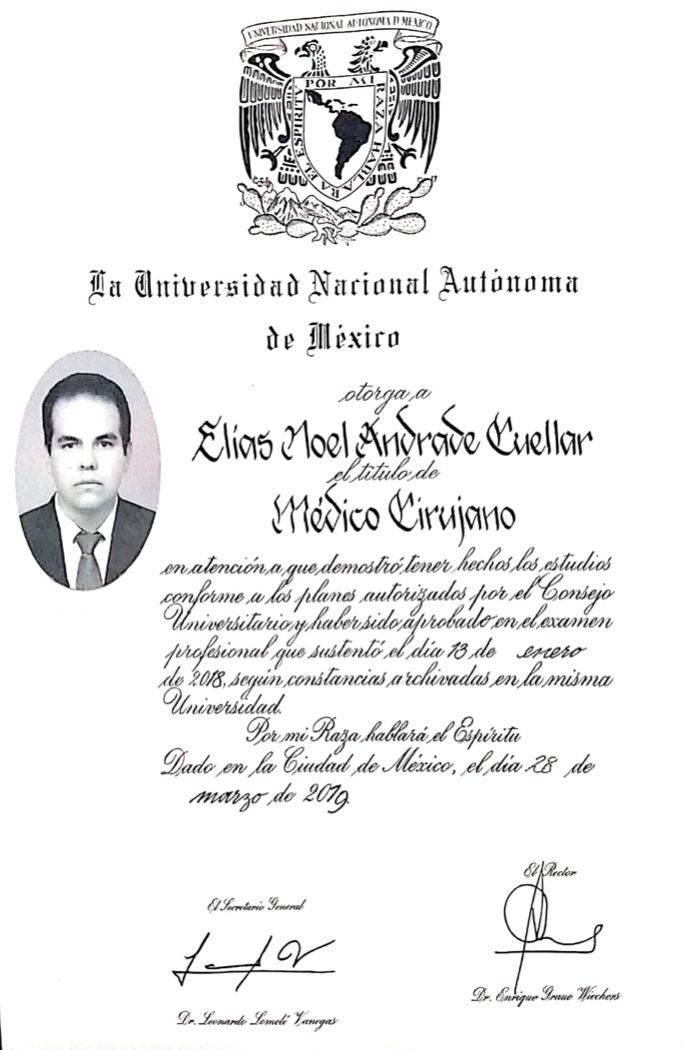 UNIVERSIDAD NACIONAL AUTONOMA D MEXICO
POR MI RAZA HABLARA EL ESPIRITU
La Universidad Nacional Autónoma
de México
otorga a
Elías Noel Andrade Cuellar
el título de
Médico Cirujano
en atención a que demostró tener hechos los estudios
conforme a los planes autorizados por el Consejo
Universitario y haber sido aprobado en el examen
profesional que sustentó el día 13 de enero
de 2018, según constancias archivadas en la misma
Universidad.
Por mi Raza hablará el Espíritu
Dado en la Ciudad de México, el día 28 de
marzo de 2019.
El Rector
El Secretario General
Dr. Enrique Graue Wiechers
Dr. Leonardo Lomelí Vanegas